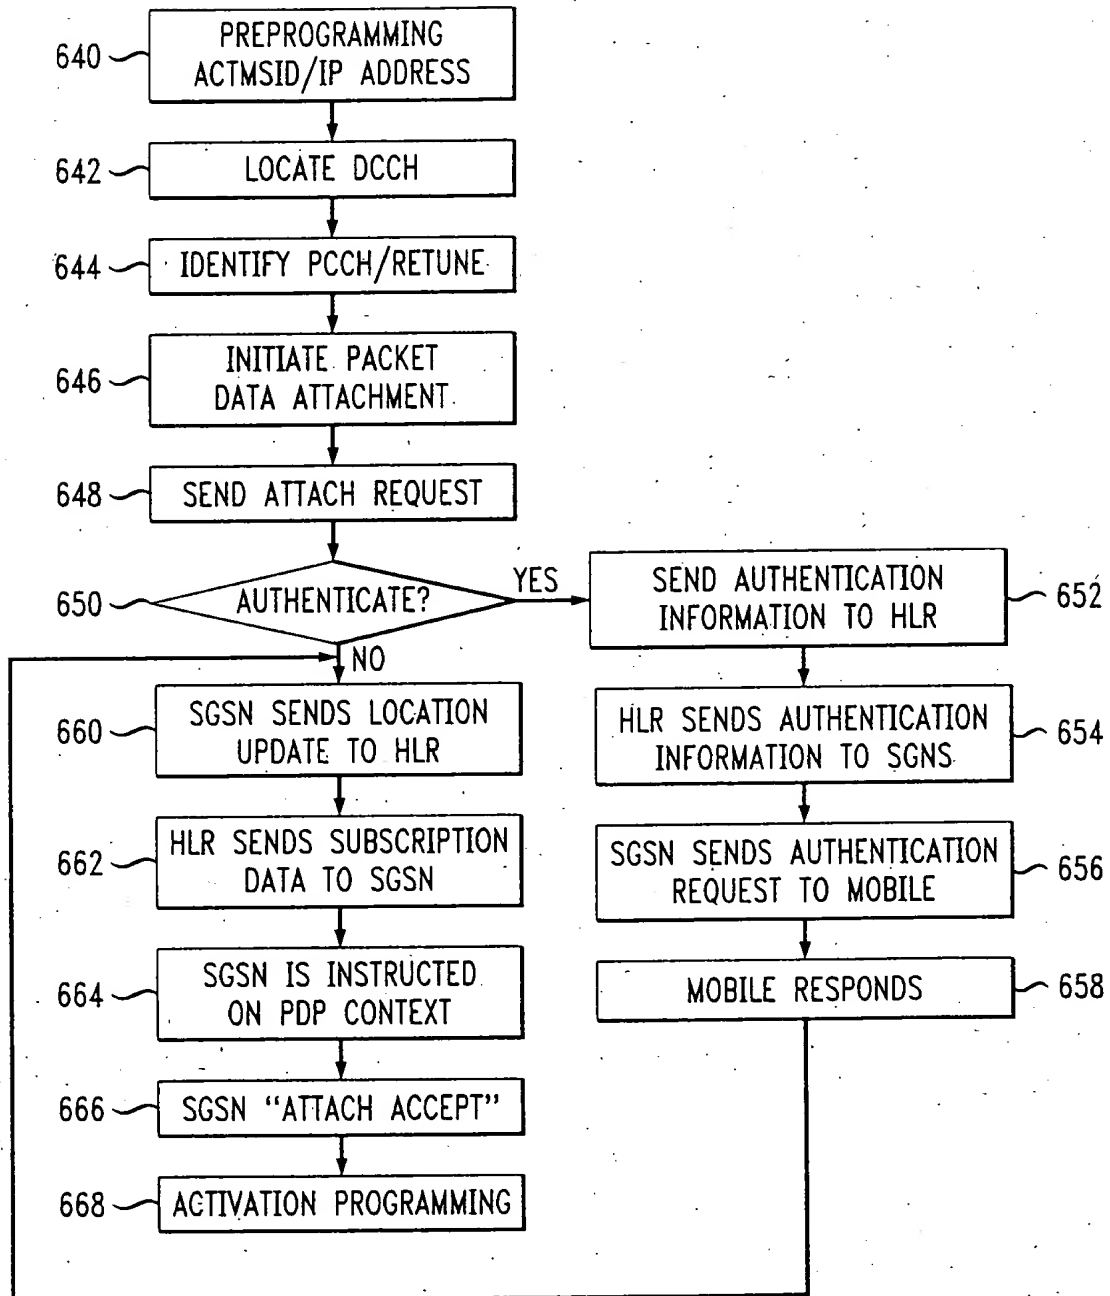 640
PREPROGRAMMING
ACTMSID/IP ADDRESS
642
LOCATE DCCH
644
IDENTIFY PCCH/RETUNE
646
INITIATE PACKET
DATA ATTACHMENT
648
SEND ATTACH REQUEST
650
AUTHENTICATE?
YES
NO
SEND AUTHENTICATION
INFORMATION TO HLR
652
HLR SENDS AUTHENTICATION
INFORMATION TO SGNS
654
SGSN SENDS AUTHENTICATION
REQUEST TO MOBILE
656
MOBILE RESPONDS
658
660
SGSN SENDS LOCATION
UPDATE TO HLR
662
HLR SENDS SUBSCRIPTION
DATA TO SGSN
664
SGSN IS INSTRUCTED
ON PDP CONTEXT
666
SGSN “ATTACH ACCEPT”
668
ACTIVATION PROGRAMMING